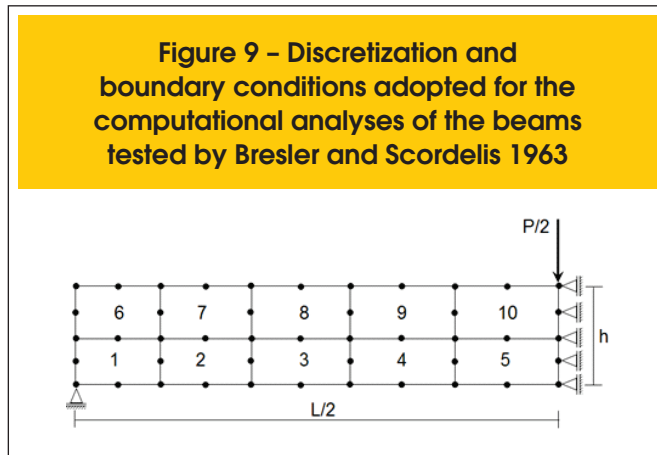 Figure 9 – Discretization and
boundary conditions adopted for the
computational analyses of the beams
tested by Bresler and Scordelis 1963
P/2
6 7 8 9 10
h
1 2 3 4 5
L/2